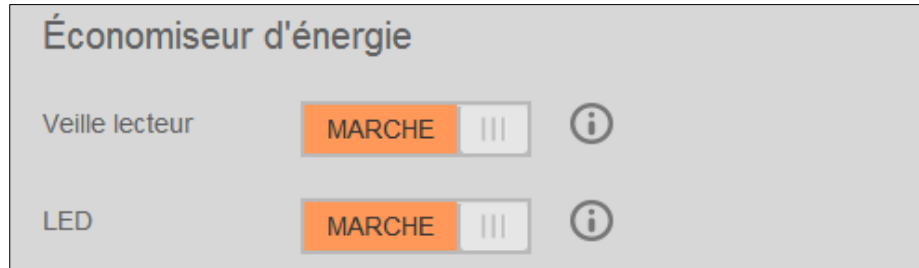 Économiseur d'énergie
Veille lecteur MARCHE
LED MARCHE